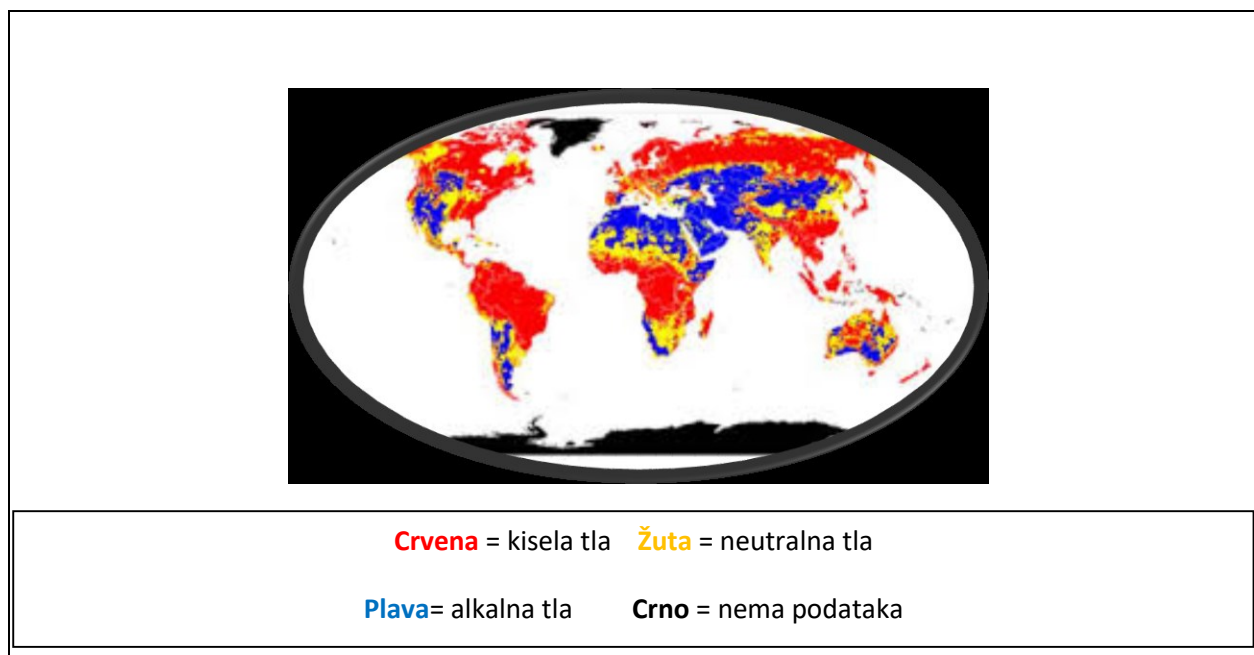 Crvena = kisela tla Žuta = neutralna tla
Plava= alkalna tla Crno = nema podataka